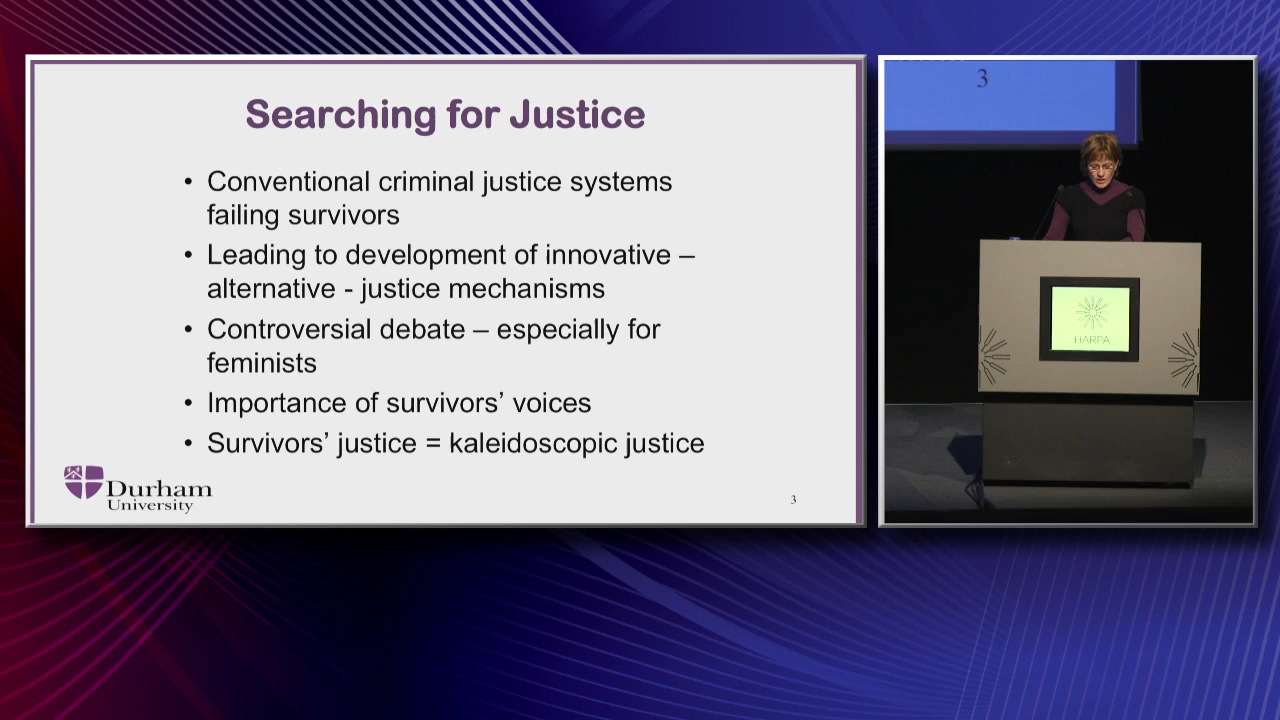 Searching for Justice
• Conventional criminal justice systems
failing survivors
• Leading to development of innovative –
alternative - justice mechanisms
• Controversial debate – especially for
feminists
• Importance of survivors’ voices
• Survivors’ justice = kaleidoscopic justice
Durham
University
3
3
HARPA